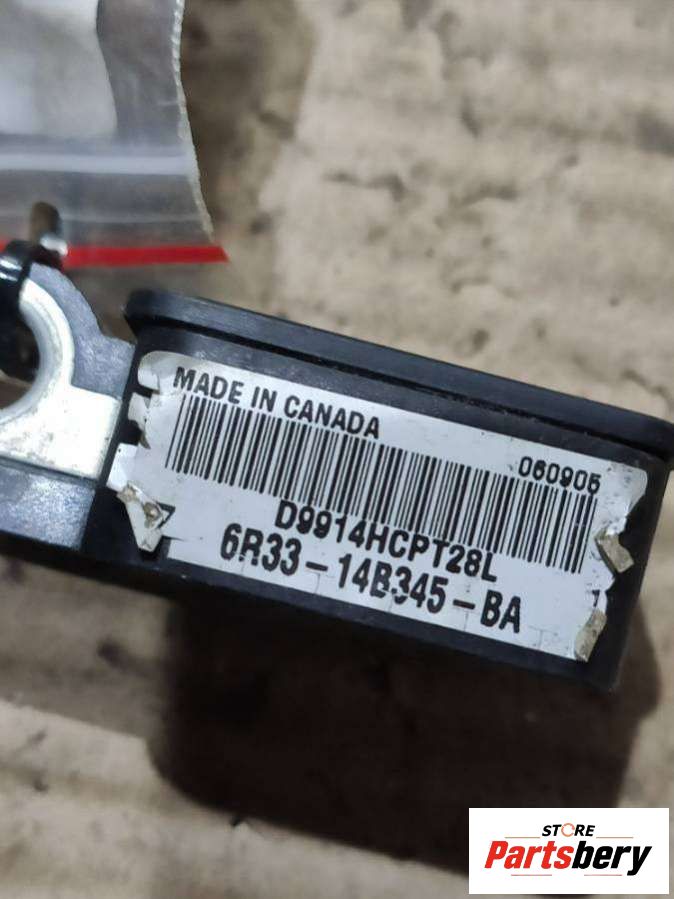 MADE IN CANADA
060905
D9914HCPT28L
6R33-14B345-BA
STORE
Partsbery